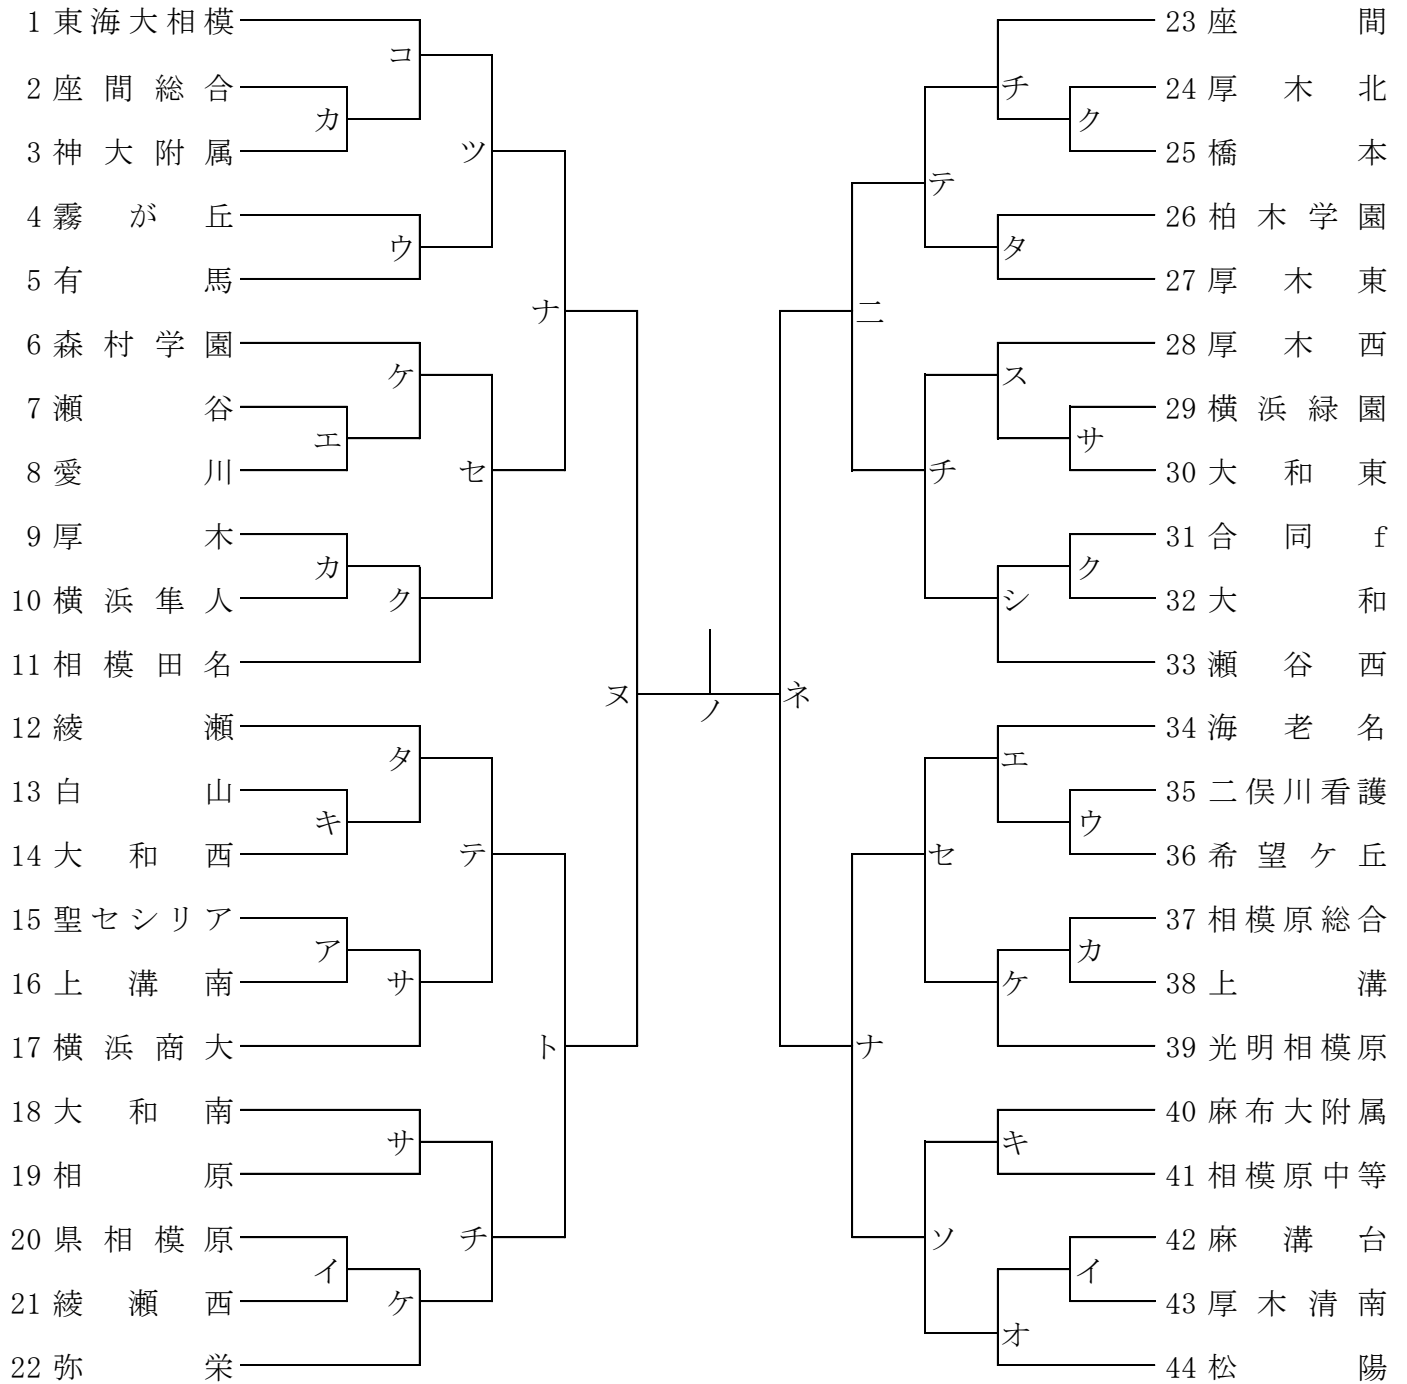 1 東海大相模
2 座間総合
3 神大附属
4 霧が丘
5 有馬
6 森村学園
7 瀬谷
8 愛川
9 厚木
10 横浜隼人
11 相模田名
12 綾瀬
13 白山
14 大和西
15 聖セシリア
16 上溝南
17 横浜商大
18 大和南
19 相原
20 県相模原
21 綾瀬西
22 弥栄
コ
カ
ウ
ケ
エ
カ
ク
タ
キ
ア
サ
サ
イ
ケ
ツ
セ
テ
チ
ナ
ト
ヌ
ノ
ネ
ニ
ナ
テ
チ
セ
ソ
チ
ク
タ
ス
サ
ク
シ
エ
ウ
カ
ケ
キ
イ
オ
23 座間
24 厚木北
25 橋本
26 柏木学園
27 厚木東
28 厚木西
29 横浜緑園
30 大和東
31 合同f
32 大和
33 瀬谷西
34 海老名
35 二俣川看護
36 希望ケ丘
37 相模原総合
38 上溝
39 光明相模原
40 麻布大附属
41 相模原中等
42 麻溝台
43 厚木清南
44 松陽